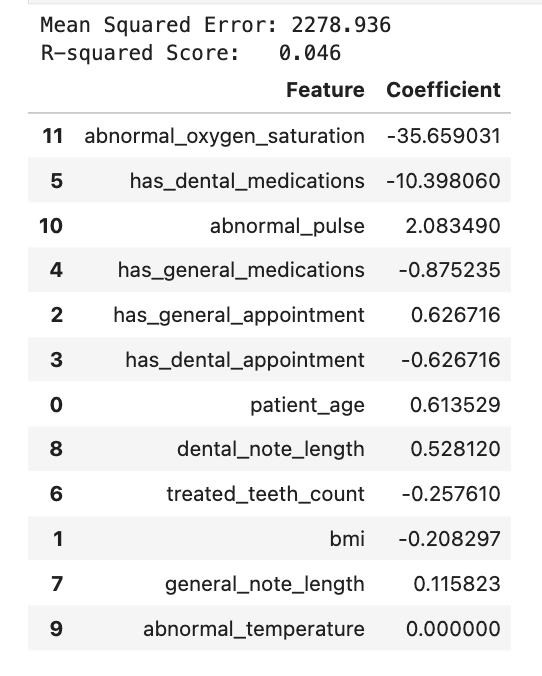 Mean Squared Error: 2278.936
R-squared Score:   0.046
Feature Coefficient
11 abnormal_oxygen_saturation -35.659031
5 has_dental_medications -10.398060
10 abnormal_pulse 2.083490
4 has_general_medications -0.875235
2 has_general_appointment 0.626716
3 has_dental_appointment -0.626716
0 patient_age 0.613529
8 dental_note_length 0.528120
6 treated_teeth_count -0.257610
1 bmi -0.208297
7 general_note_length 0.115823
9 abnormal_temperature 0.000000